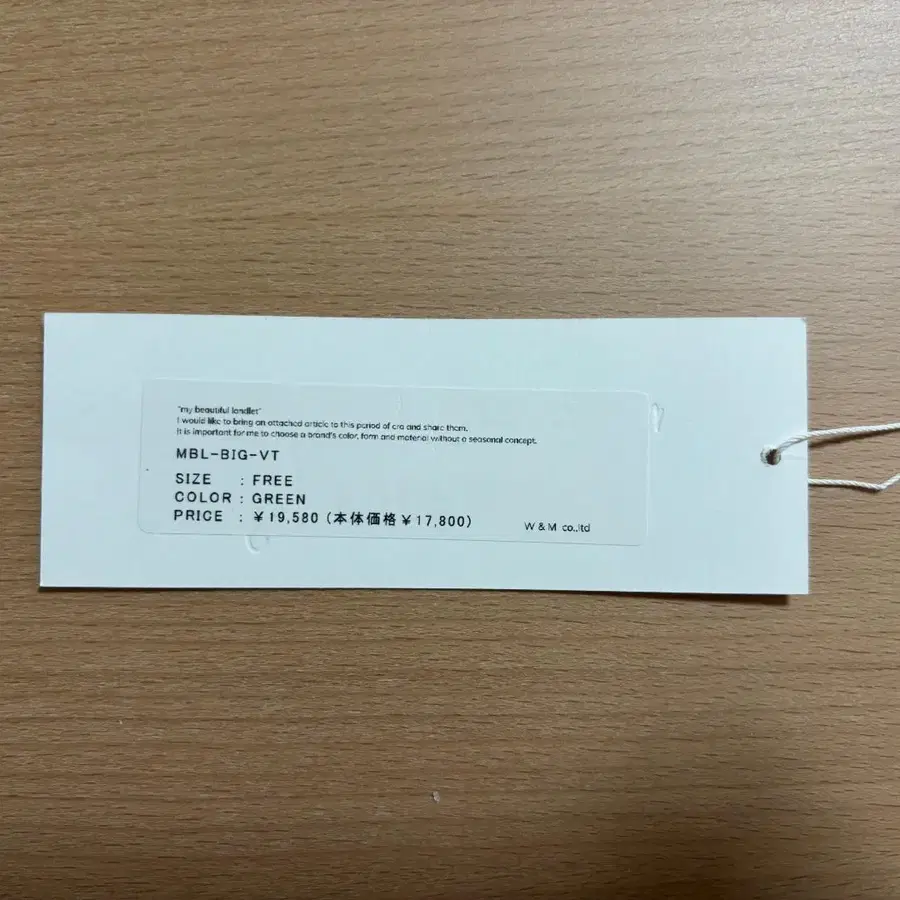 "my beautiful landlet"
I would like to bring an attached article to this puriod of cra and share them.
It is important for me to choose a brand's color, form and material without a seasonal concept.
MBL-BIG-VT
SIZE : FREE
COLOR : GREEN
PRICE : ¥19,580 (本体価格¥17,800)
W & M co.,ltd